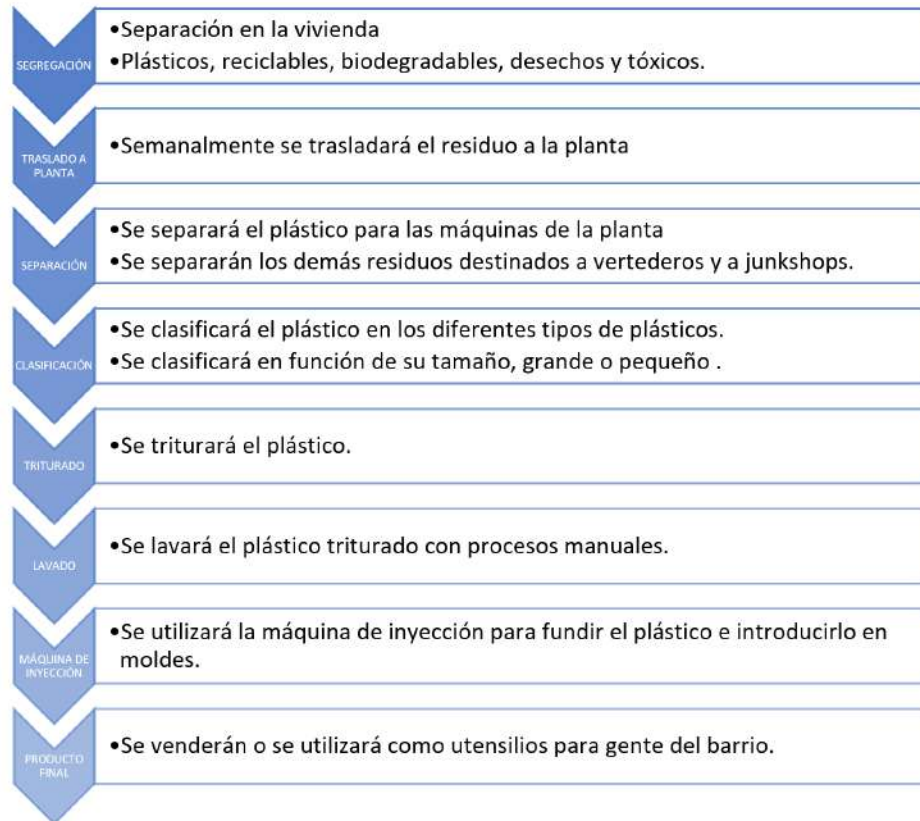 SEGREGACIÓN
•Separación en la vivienda
•Plásticos, reciclables, biodegradables, desechos y tóxicos.
TRASLADO A
PLANTA
•Semanalmente se trasladará el residuo a la planta
SEPARACIÓN
•Se separará el plástico para las máquinas de la planta
•Se separarán los demás residuos destinados a vertederos y a junkshops.
CLASIFICACIÓN
•Se clasificará el plástico en los diferentes tipos de plásticos.
•Se clasificará en función de su tamaño, grande o pequeño .
TRITURADO
•Se triturará el plástico.
LAVADO
•Se lavará el plástico triturado con procesos manuales.
MÁQUINA DE
INYECCIÓN
•Se utilizará la máquina de inyección para fundir el plástico e introducirlo en
moldes.
PRODUCTO
FINAL
•Se venderán o se utilizará como utensilios para gente del barrio.